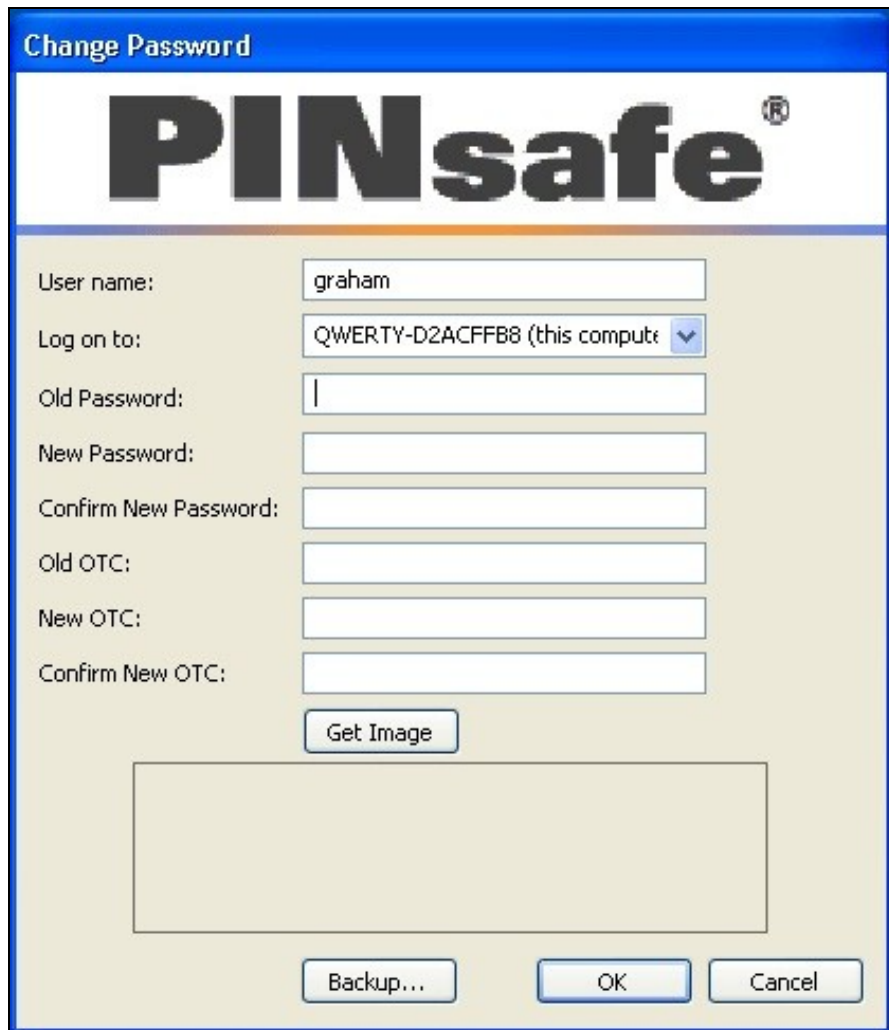 Change Password
PINsafe®
User name: graham
Log on to: QWERTY-D2ACFFB8 (this compute
Old Password:
New Password:
Confirm New Password:
Old OTC:
New OTC:
Confirm New OTC:
Get Image
Backup... OK Cancel